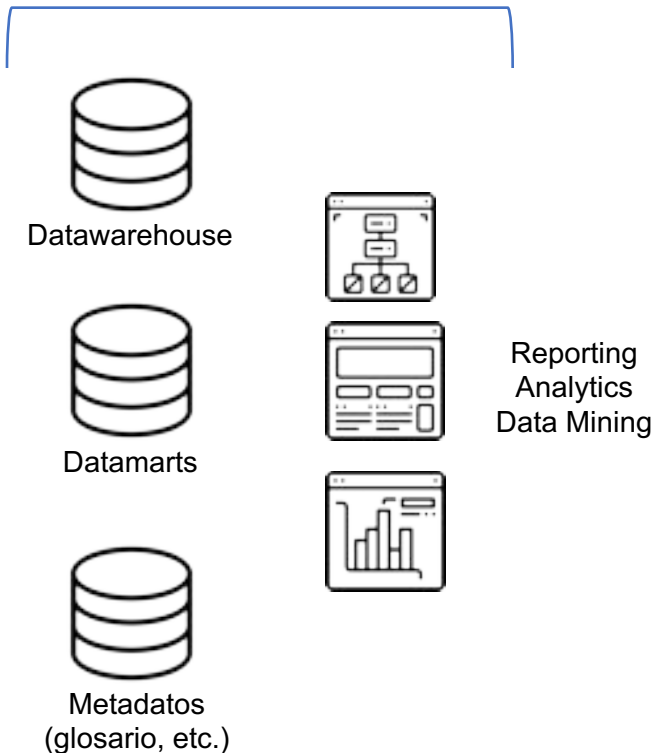 Datawarehouse
Datamarts
Metadatos
(glosario, etc.)
Reporting
Analytics
Data Mining